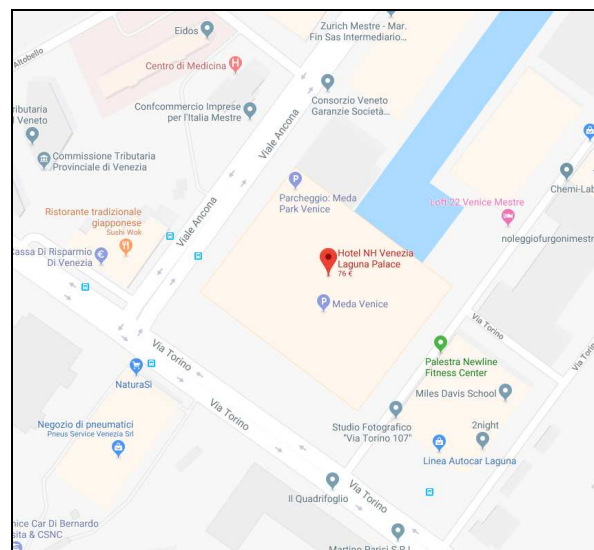 Zurich Mestre - Mar.
Fin Sas Intermediario...
Eidos
Altobello
Centro di Medicina
Consorzio Veneto
Garanzie Società...
Confcommercio Imprese
per l'Italia Mestre
Viale Ancona
Commissione Tributaria
Provinciale di Venezia
Chemi-Lab
Parcheggio: Meda
Park Venice
Loft 22 Venice Mestre
Ristorante tradizionale
giapponese
Sushi Wok
Viale Ancona
noleggiofurgonimestr
Cassa Di Risparmio
Di Venezia
Hotel NH Venezia
Laguna Palace
76 €
Meda Venice
Via Torino
Via Torino
Palestra Newline
Fitness Center
Via Torino
NaturaSì
Miles Davis School
Via Torino
Negozio di pneumatici
Pneus Service Venezia Srl
Studio Fotografico
"Via Torino 107"
2night
Linea Autocar Laguna
Il Quadrifoglio
Via Torino
nice Car Di Bernardo
sita & CSNC
Martino Parisi S.R.L